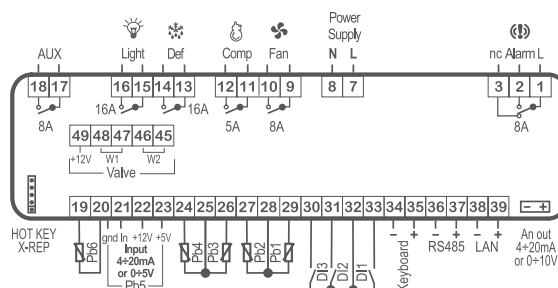 Power
Supply
AUX Light Def Comp Fan N L nc Alarm L
18 17 16 15 14 13 12 11 10 9 8 7 3 2 1
8A 16A 16A 5A 8A 8A
49 48 47 46 45
+12V W1 W2
Valve
19 20 21 22 23 24 25 26 27 28 29 30 31 32 33 34 35 36 37 38 39
HOT KEY
X-REP
Pb6
gnd In +12V +5V
Input
4÷20mA
or 0÷5V
Pb5
Pb4 Pb3 Pb2 Pb1
DI3 DI2 DI1
Keyboard
RS485 LAN
- + - + - + - +
An out
4÷20mA
or 0÷10V